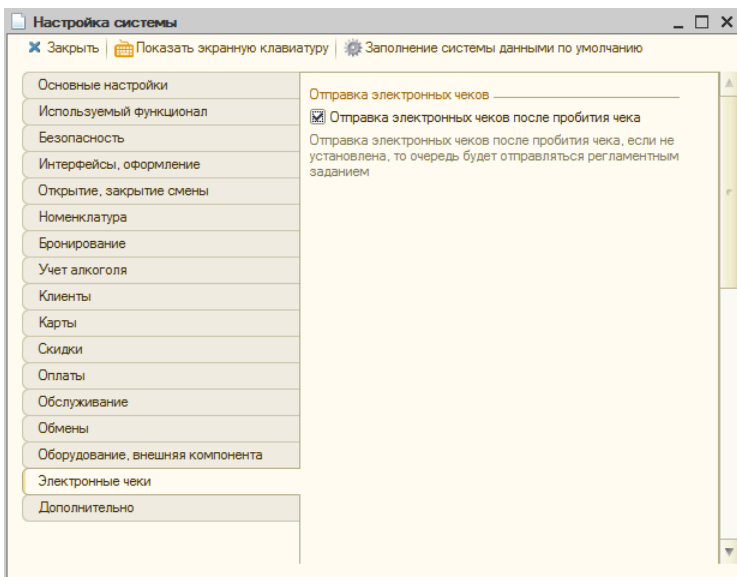 Настройка системы
Закрыть Показать экранную клавиатуру Заполнение системы данными по умолчанию
Основные настройки
Используемый функционал
Безопасность
Интерфейсы, оформление
Открытие, закрытие смены
Номенклатура
Бронирование
Учет алкоголя
Клиенты
Карты
Скидки
Оплаты
Обслуживание
Обмены
Оборудование, внешняя компонента
Электронные чеки
Дополнительно
Отправка электронных чеков
Отправка электронных чеков после пробития чека
Отправка электронных чеков после пробития чека, если не
установлена, то очередь будет отправляться регламентным
заданием